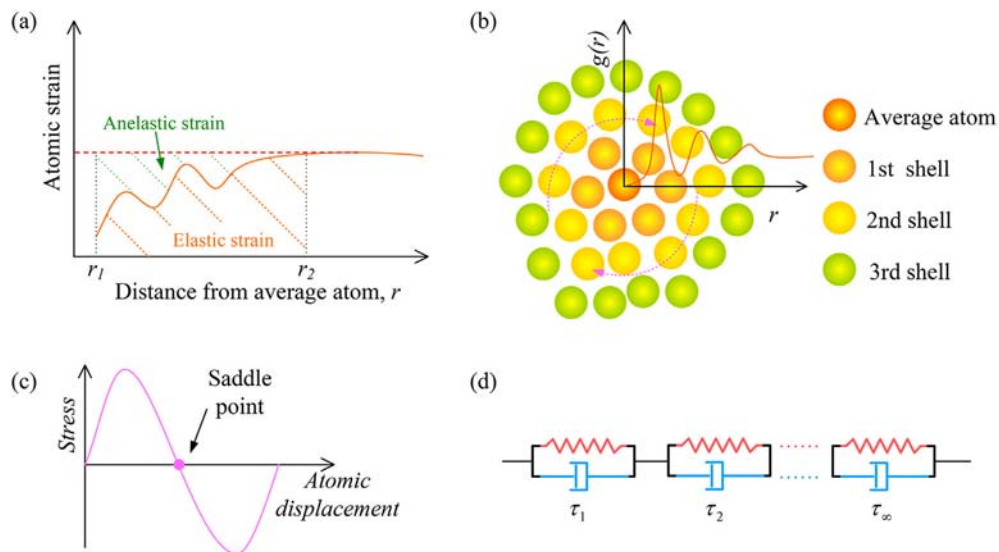 (a)
Atomic strain
Anelastic strain
Elastic strain
r1
r2
Distance from average atom, r
(b)
g(r)
r
Average atom
1st shell
2nd shell
3rd shell
(c)
Stress
Saddle
point
Atomic
displacement
(d)
τ1
τ2
τ∞